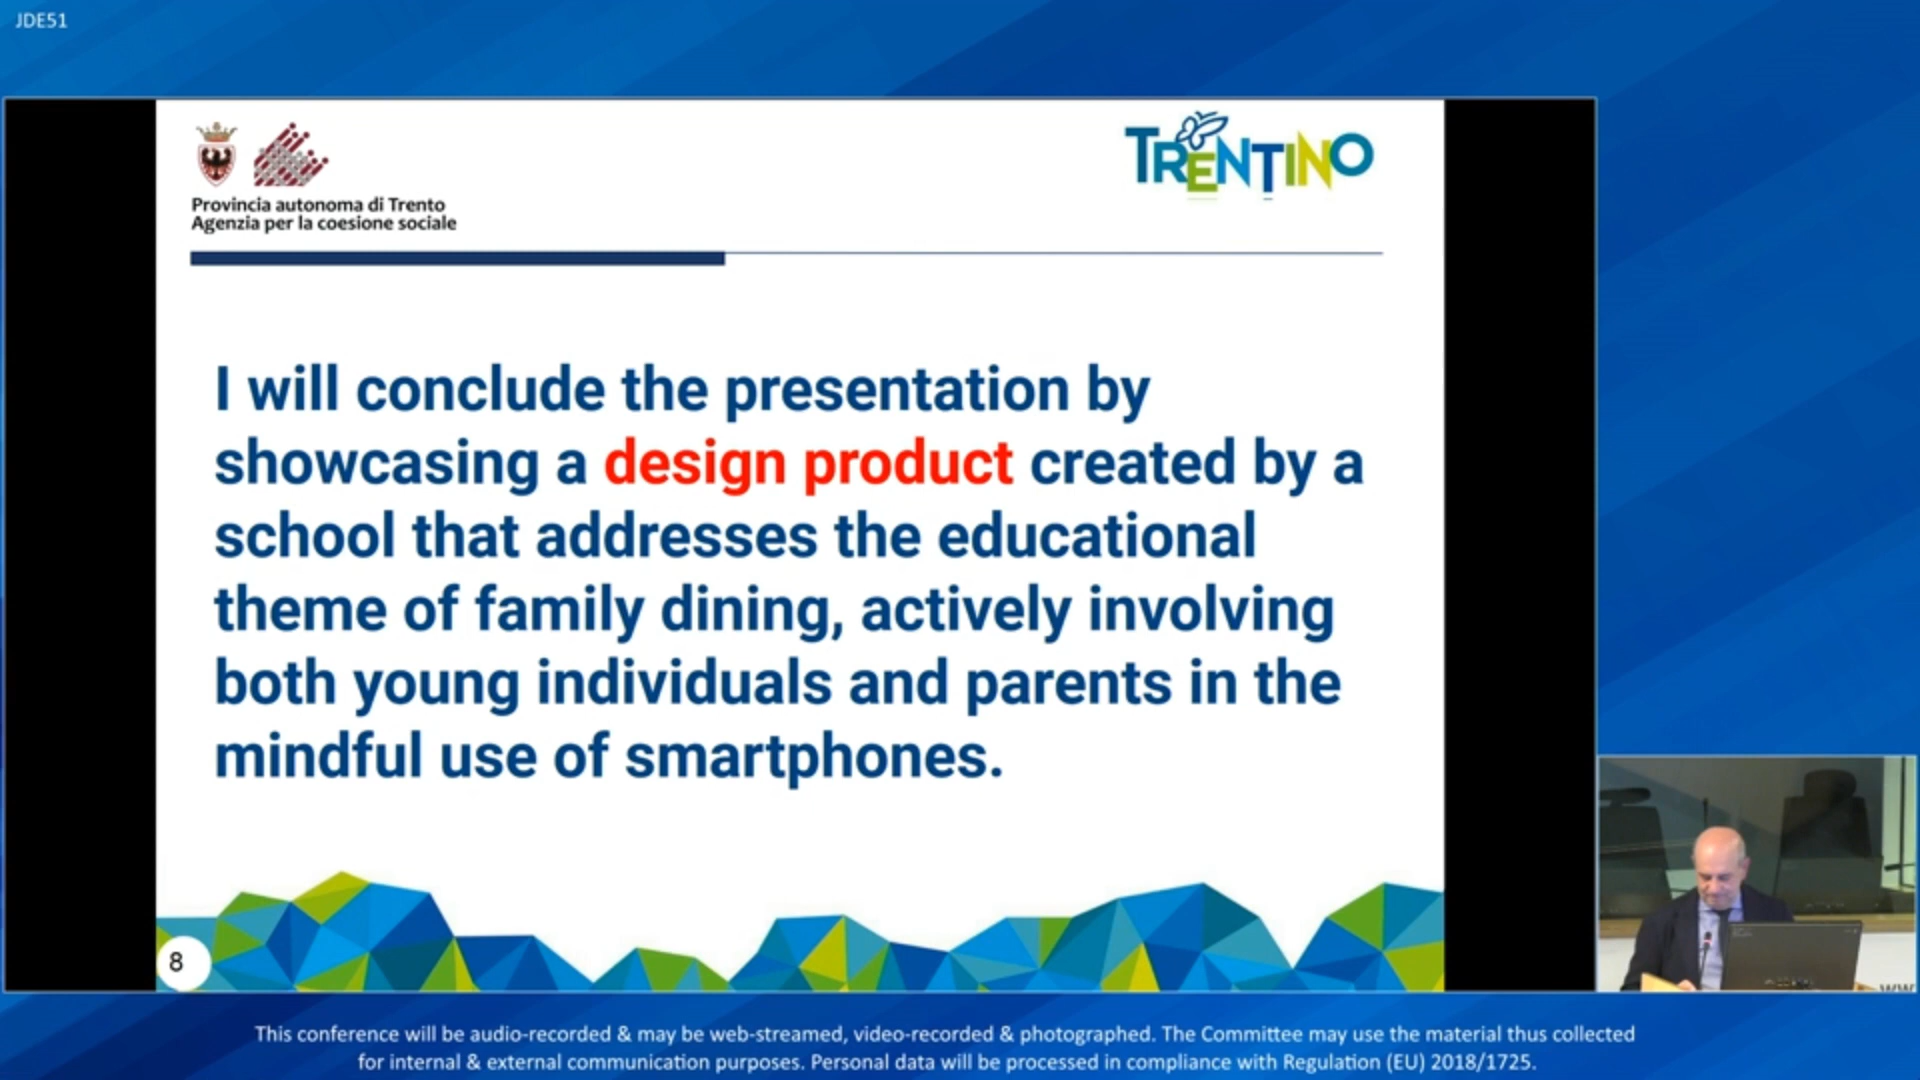 JDE51
Provincia autonoma di Trento
Agenzia per la coesione sociale
TRENTINO
I will conclude the presentation by
showcasing a design product created by a
school that addresses the educational
theme of family dining, actively involving
both young individuals and parents in the
mindful use of smartphones.
8
This conference will be audio-recorded & may be web-streamed, video-recorded & photographed. The Committee may use the material thus collected
for internal & external communication purposes. Personal data will be processed in compliance with Regulation (EU) 2018/1725.